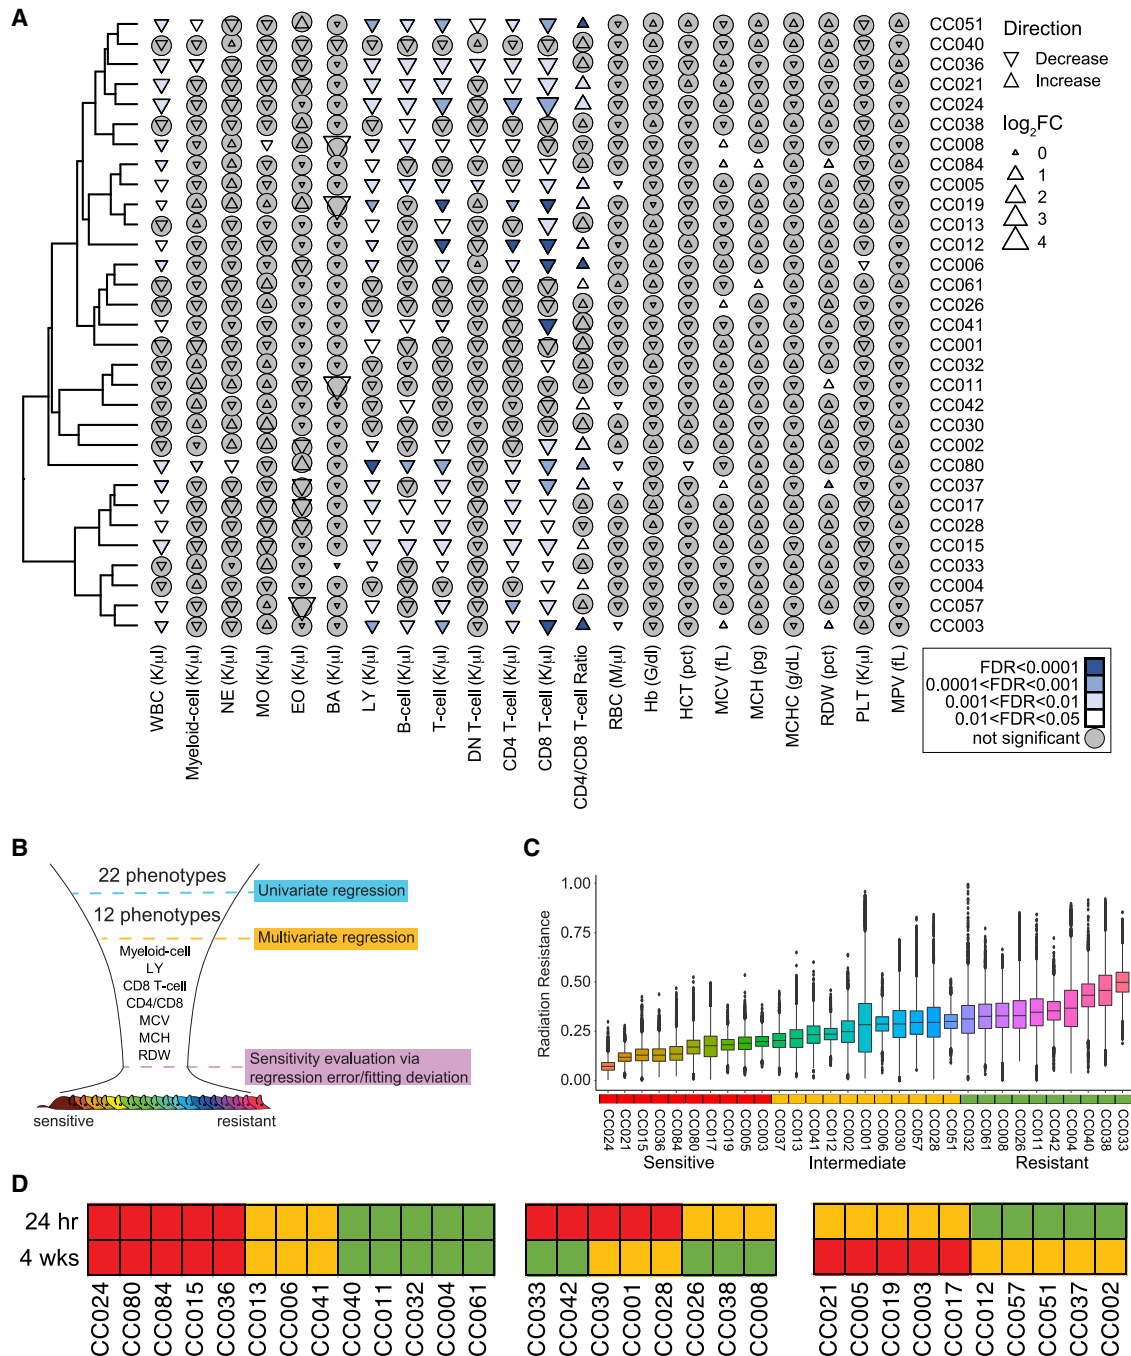 A
CC051
CC040
CC036
CC021
CC024
CC038
CC008
CC084
CC005
CC019
CC013
CC012
CC006
CC061
CC026
CC041
CC001
CC032
CC011
CC042
CC030
CC002
CC080
CC037
CC017
CC028
CC015
CC033
CC004
CC057
CC003
Direction
Decrease
Increase
log2FC
0
1
2
3
4
WBC (K/µl)
Myeloid-cell (K/µl)
NE (K/µl)
MO (K/µl)
EO (K/µl)
BA (K/µl)
LY (K/µl)
B-cell (K/µl)
T-cell (K/µl)
DN T-cell (K/µl)
CD4 T-cell (K/µl)
CD8 T-cell (K/µl)
CD4/CD8 T-cell Ratio
RBC (M/µl)
Hb (G/dl)
HCT (pct)
MCV (fL)
MCH (pg)
MCHC (g/dL)
RDW (pct)
PLT (K/µl)
MPV (fL)
FDR<0.0001
0.0001<FDR<0.001
0.001<FDR<0.01
0.01<FDR<0.05
not significant
B
22 phenotypes
Univariate regression
12 phenotypes
Multivariate regression
Myeloid-cell
LY
CD8 T-cell
CD4/CD8
MCV
MCH
RDW
Sensitivity evaluation via
regression error/fitting deviation
sensitive
resistant
C
Radiation Resistance
1.00
0.75
0.50
0.25
0.00
CC024
CC021
CC015
CC036
CC084
CC080
CC017
CC019
CC005
CC003
CC037
CC013
CC041
CC012
CC002
CC001
CC006
CC030
CC057
CC028
CC051
CC032
CC061
CC008
CC026
CC011
CC042
CC004
CC040
CC038
CC033
Sensitive
Intermediate
Resistant
D
24 hr
4 wks
CC024
CC080
CC084
CC015
CC036
CC013
CC006
CC041
CC040
CC011
CC032
CC004
CC061
CC033
CC042
CC030
CC001
CC028
CC026
CC038
CC008
CC021
CC005
CC019
CC003
CC017
CC012
CC057
CC051
CC037
CC002